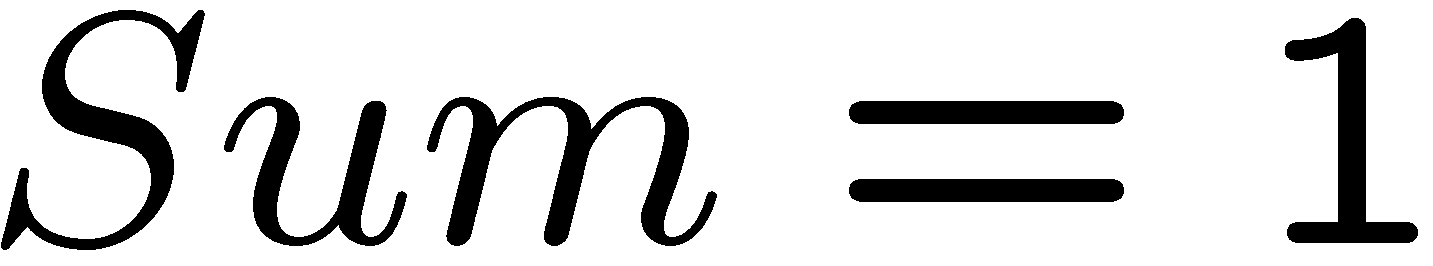 Sum = 1